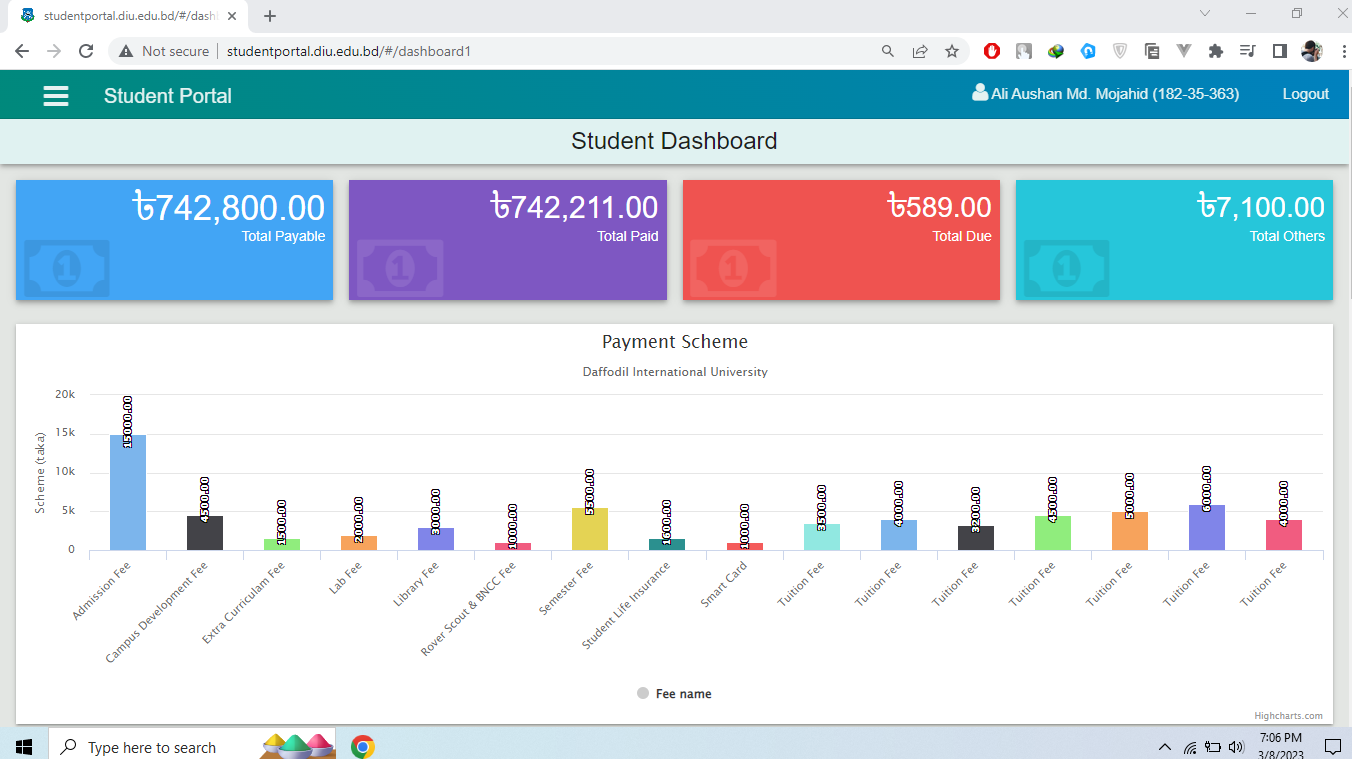 studentportal.diu.edu.bd/#/dashb
Not secure
studentportal.diu.edu.bd/#/dashboard1
Student Portal
Ali Aushan Md. Mojahid (182-35-363)
Logout
Student Dashboard
৳742,800.00
Total Payable
৳742,211.00
Total Paid
৳589.00
Total Due
৳7,100.00
Total Others
Payment Scheme
Daffodil International University
Scheme (taka)
20k
15k
10k
5k
0
15000.00
4500.00
1500.00
2000.00
3000.00
1000.00
5500.00
1600.00
1000.00
3500.00
4000.00
3200.00
4500.00
5000.00
6000.00
4000.00
Admission Fee
Campus Development Fee
Extra Curriculam Fee
Lab Fee
Library Fee
Rover Scout & BNCC Fee
Semester Fee
Student Life Insurance
Smart Card
Tuition Fee
Tuition Fee
Tuition Fee
Tuition Fee
Tuition Fee
Tuition Fee
Tuition Fee
Fee name
Highcharts.com
Type here to search
7:06 PM
3/8/2023